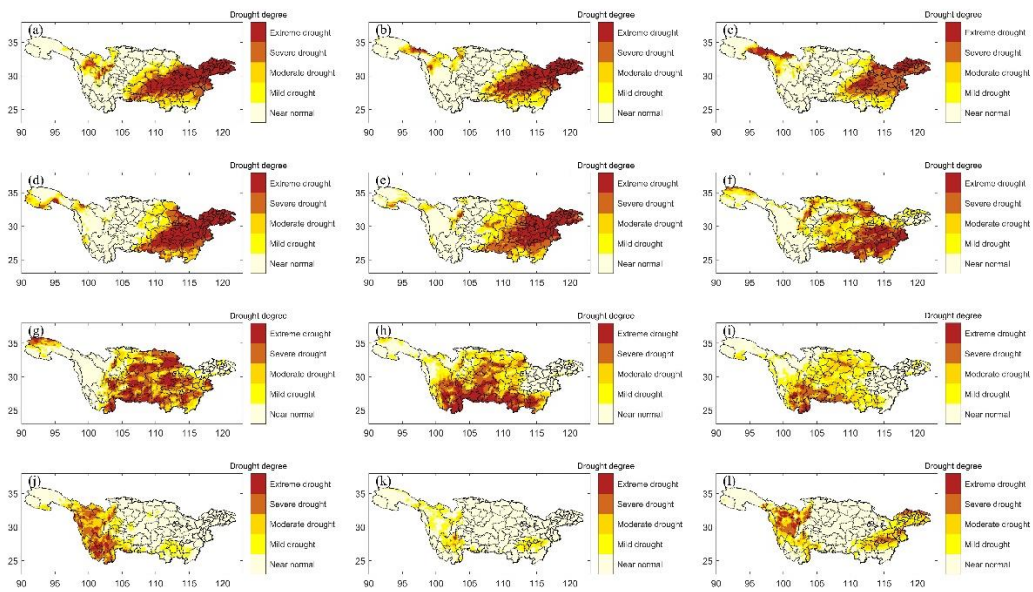 Drought degree
(a)
Extreme drought
Severe drought
Moderate drought
Mild drought
Near normal
35
30
25
90 95 100 105 110 115 120
Drought degree
(b)
Extreme drought
Severe drought
Moderate drought
Mild drought
Near normal
35
30
25
90 95 100 105 110 115 120
Drought degree
(c)
Extreme drought
Severe drought
Moderate drought
Mild drought
Near normal
35
30
25
90 95 100 105 110 115 120
Drought degree
(d)
Extreme drought
Severe drought
Moderate drought
Mild drought
Near normal
35
30
25
90 95 100 105 110 115 120
Drought degree
(e)
Extreme drought
Severe drought
Moderate drought
Mild drought
Near normal
35
30
25
90 95 100 105 110 115 120
Drought degree
(f)
Extreme drought
Severe drought
Moderate drought
Mild drought
Near normal
35
30
25
90 95 100 105 110 115 120
Drought degree
(g)
Extreme drought
Severe drought
Moderate drought
Mild drought
Near normal
35
30
25
90 95 100 105 110 115 120
Drought degree
(h)
Extreme drought
Severe drought
Moderate drought
Mild drought
Near normal
35
30
25
90 95 100 105 110 115 120
Drought degree
(i)
Extreme drought
Severe drought
Moderate drought
Mild drought
Near normal
35
30
25
90 95 100 105 110 115 120
Drought degree
(j)
Extreme drought
Severe drought
Moderate drought
Mild drought
Near normal
35
30
25
90 95 100 105 110 115 120
Drought degree
(k)
Extreme drought
Severe drought
Moderate drought
Mild drought
Near normal
35
30
25
90 95 100 105 110 115 120
Drought degree
(l)
Extreme drought
Severe drought
Moderate drought
Mild drought
Near normal
35
30
25
90 95 100 105 110 115 120